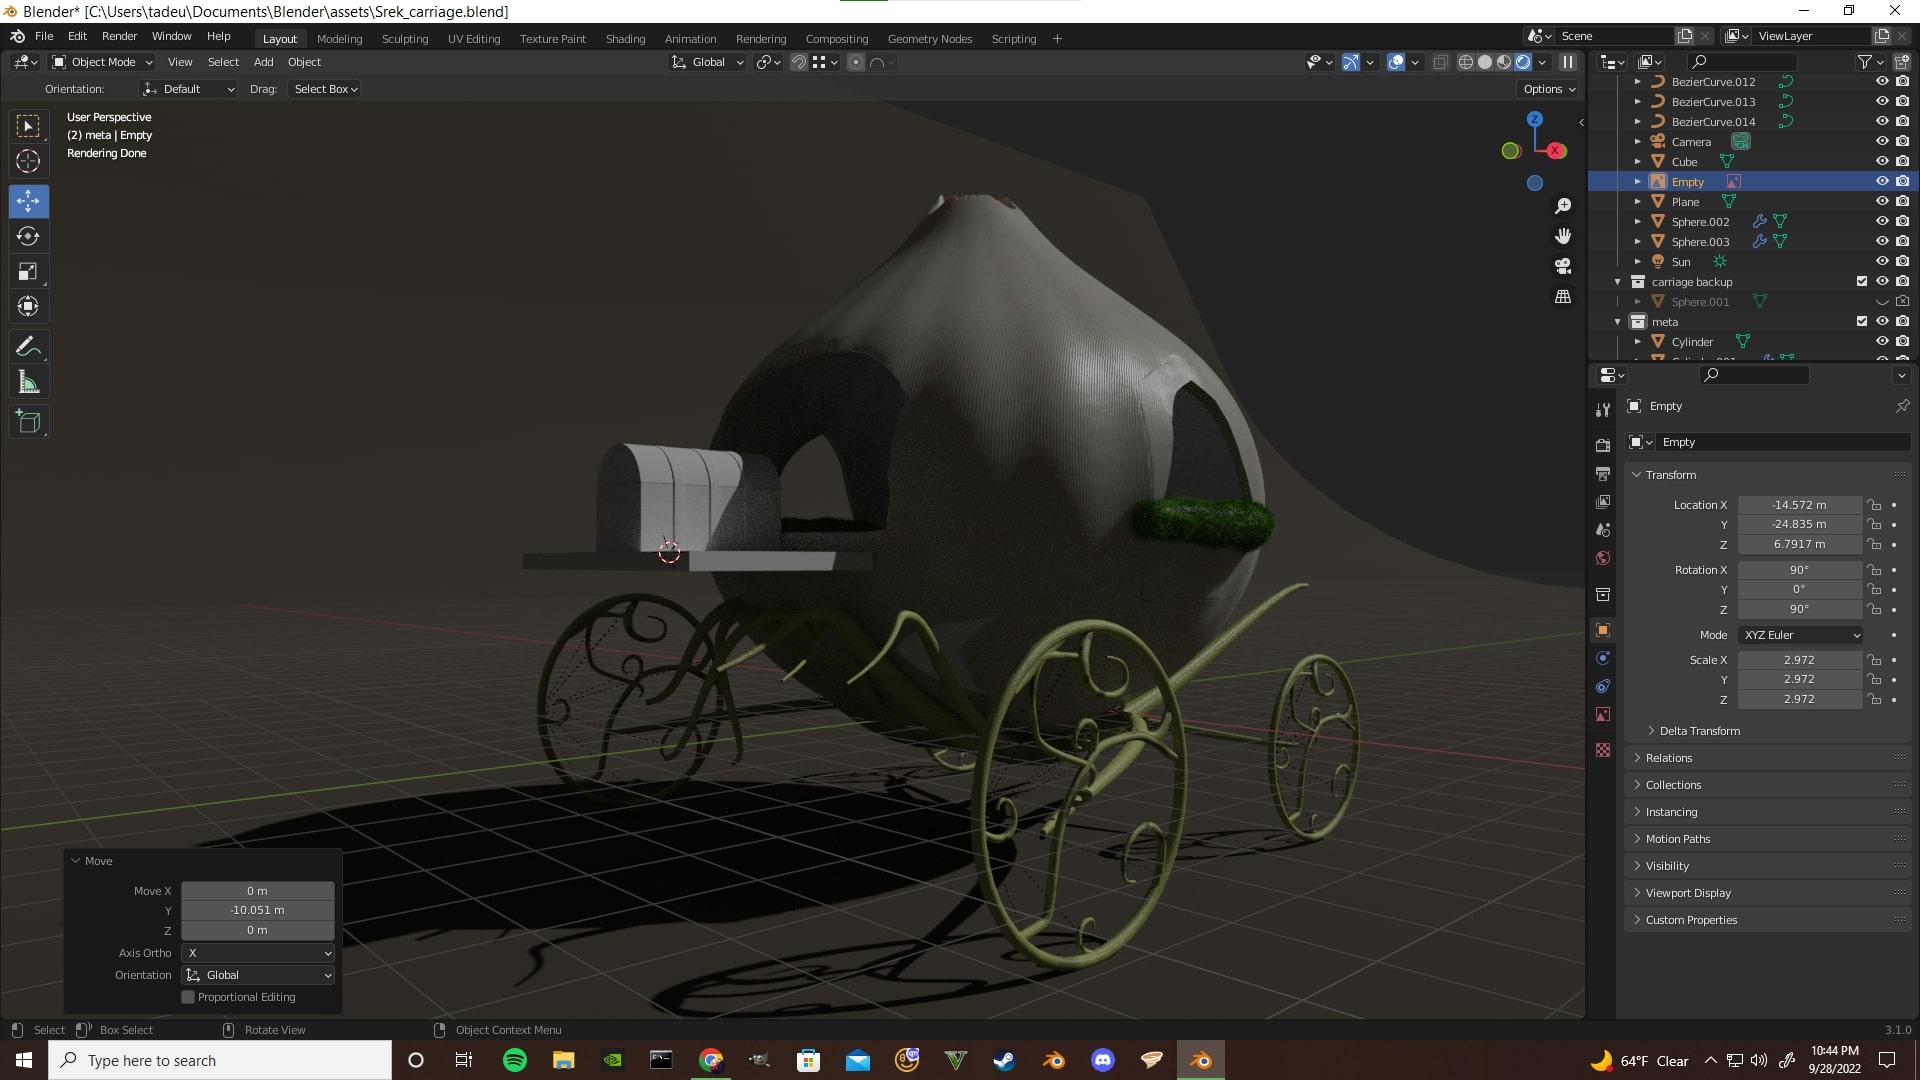 Blender* [C:\Users\tadeu\Documents\Blender\assets\Srek_carriage.blend]
File Edit Render Window Help Layout Modeling Sculpting UV Editing Texture Paint Shading Animation Rendering Compositing Geometry Nodes Scripting + Scene ViewLayer
Object Mode View Select Add Object Global
Orientation: Default Drag: Select Box Options
User Perspective
(2) meta | Empty
Rendering Done
Z
X
BezierCurve.012
BezierCurve.013
BezierCurve.014
Camera
Cube
Empty
Plane
Sphere.002
Sphere.003
Sun
carriage backup
Sphere.001
meta
Cylinder
Empty
Empty
Transform
Location X -14.572 m
Y -24.835 m
Z 6.7917 m
Rotation X 90°
Y 0°
Z 90°
Mode XYZ Euler
Scale X 2.972
Y 2.972
Z 2.972
Delta Transform
Relations
Collections
Instancing
Motion Paths
Visibility
Viewport Display
Custom Properties
Move
Move X 0 m
Y -10.051 m
Z 0 m
Axis Ortho X
Orientation Global
Proportional Editing
Select Box Select Rotate View Object Context Menu 3.1.0
Type here to search
64°F Clear
10:44 PM
9/28/2022